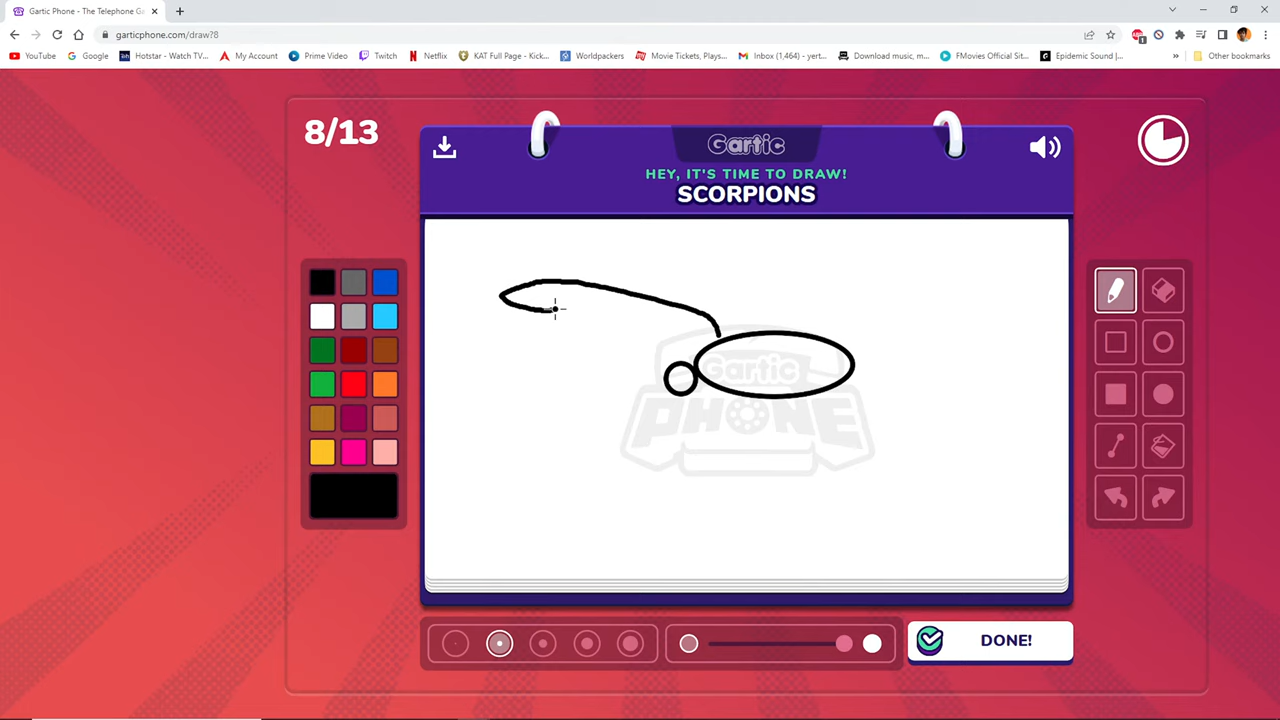 Gartic Phone - The Telephone Ga
garticphone.com/draw?8
YouTube
Google
Hotstar - Watch TV...
My Account
Prime Video
Twitch
Netflix
KAT Full Page - Kick...
Worldpackers
Movie Tickets, Plays,...
Inbox (1,464) - yert...
Download music, m...
FMovies Official Sit...
Epidemic Sound |...
»
Other bookmarks
8/13
Gartic
HEY, IT'S TIME TO DRAW!
SCORPIONS
Gartic
PHONE
DONE!